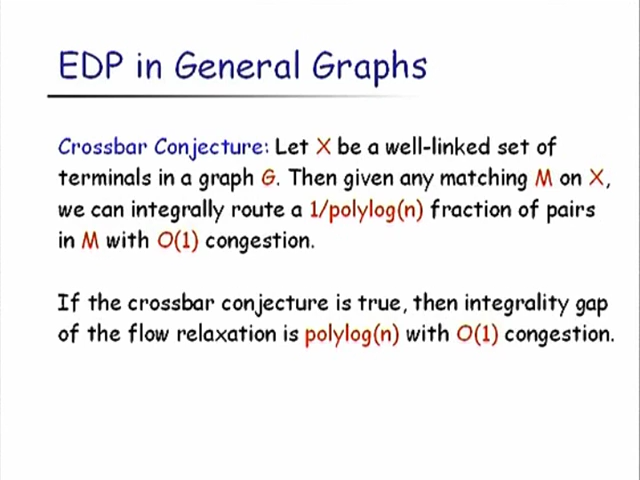 EDP in General Graphs
Crossbar Conjecture: Let X be a well-linked set of
terminals in a graph G. Then given any matching M on X,
we can integrally route a 1/polylog(n) fraction of pairs
in M with O(1) congestion.
If the crossbar conjecture is true, then integrality gap
of the flow relaxation is polylog(n) with O(1) congestion.